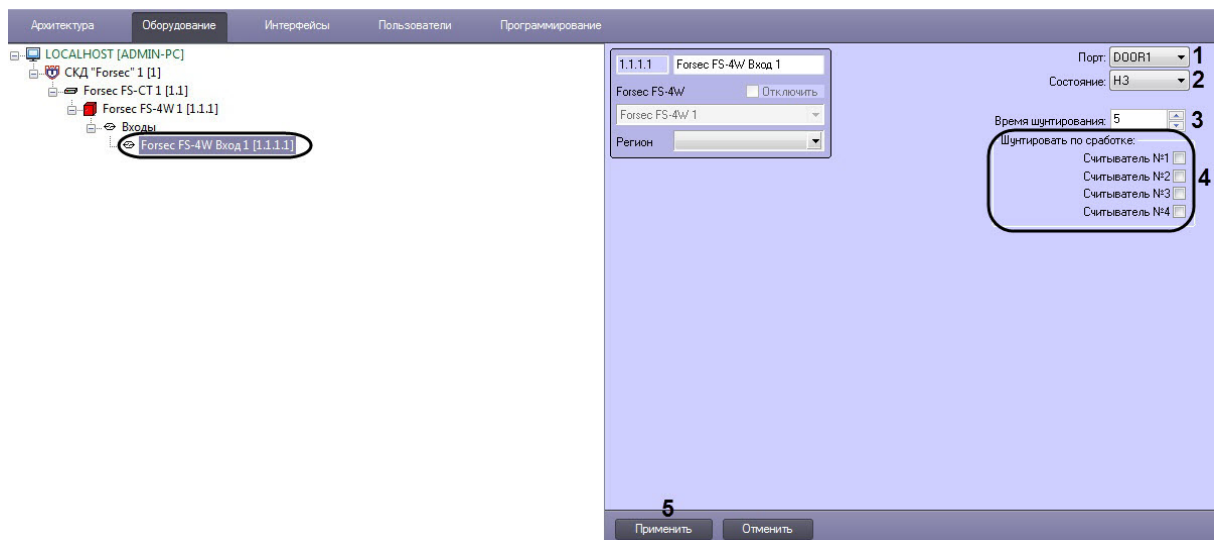 Архитектура Оборудование Интерфейсы Пользователи Программирование
LOCALHOST [ADMIN-PC]
СКД "Forsec" 1 [1]
Forsec FS-CT 1 [1.1]
Forsec FS-4W 1 [1.1.1]
Входы
Forsec FS-4W Вход 1 [1.1.1.1]
1.1.1.1 Forsec FS-4W Вход 1
Forsec FS-4W Отключить
Forsec FS-4W 1
Регион
Порт: DOOR1 1
Состояние: НЗ 2
Время шунтирования: 5 3
Шунтировать по сработке:
Считыватель №1
Считыватель №2 4
Считыватель №3
Считыватель №4
5
Применить Отменить